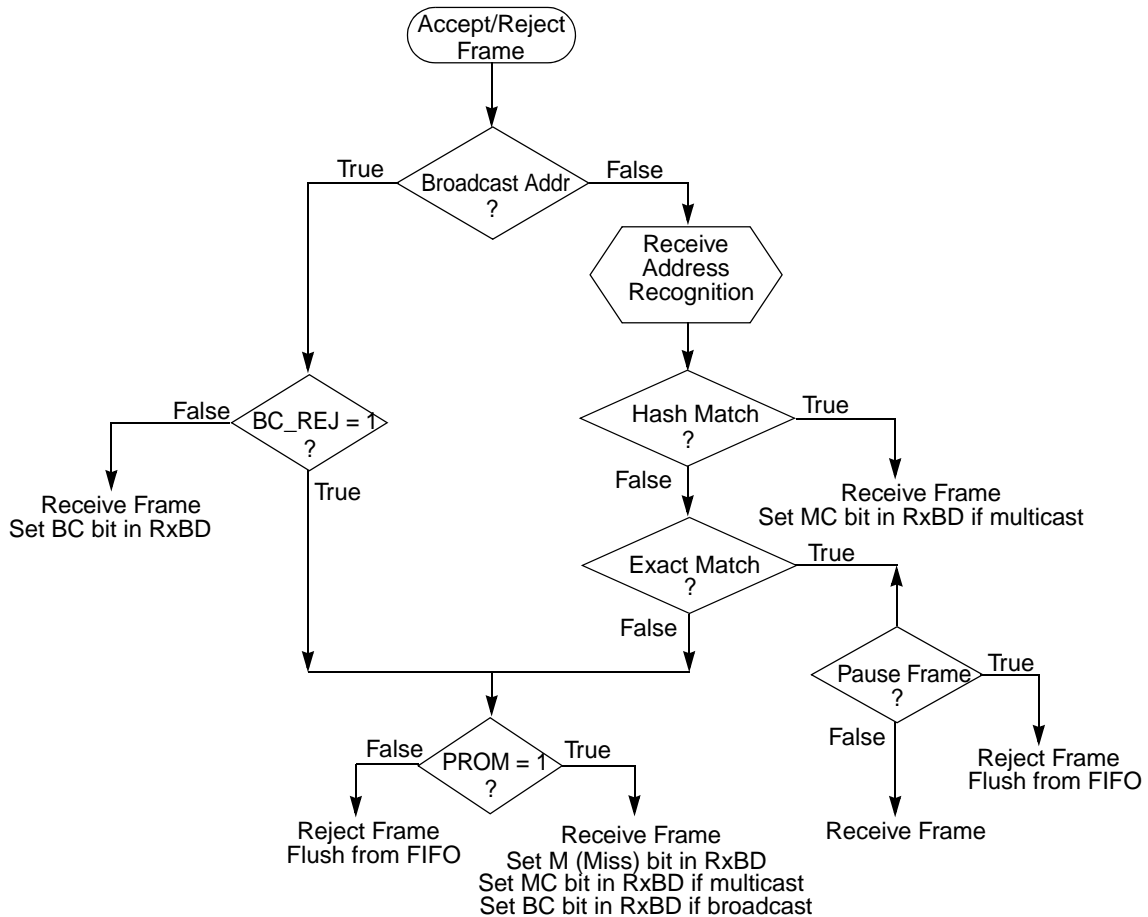 Accept/Reject
Frame
True
Broadcast Addr
?
False
Receive
Address
Recognition
False
BC_REJ = 1
?
True
Hash Match
?
True
False
Receive Frame
Set BC bit in RxBD
Receive Frame
Set MC bit in RxBD if multicast
Exact Match
?
True
False
Pause Frame
?
True
False
Reject Frame
Flush from FIFO
Receive Frame
False
PROM = 1
?
True
Reject Frame
Flush from FIFO
Receive Frame
Set M (Miss) bit in RxBD
Set MC bit in RxBD if multicast
Set BC bit in RxBD if broadcast